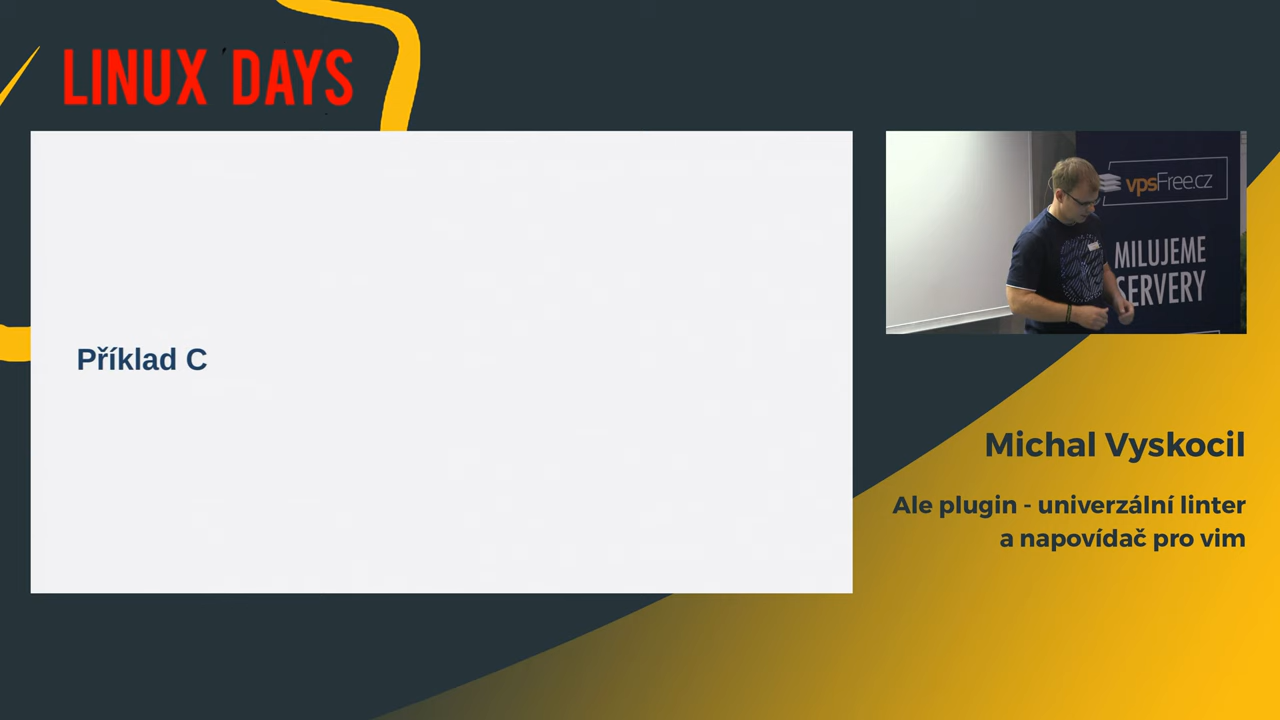 LINUX DAYS
Příklad C
vpsFree.cz
MILUJEME
SERVERY
Michal Vyskocil
Ale plugin - univerzální linter
a napovídač pro vim